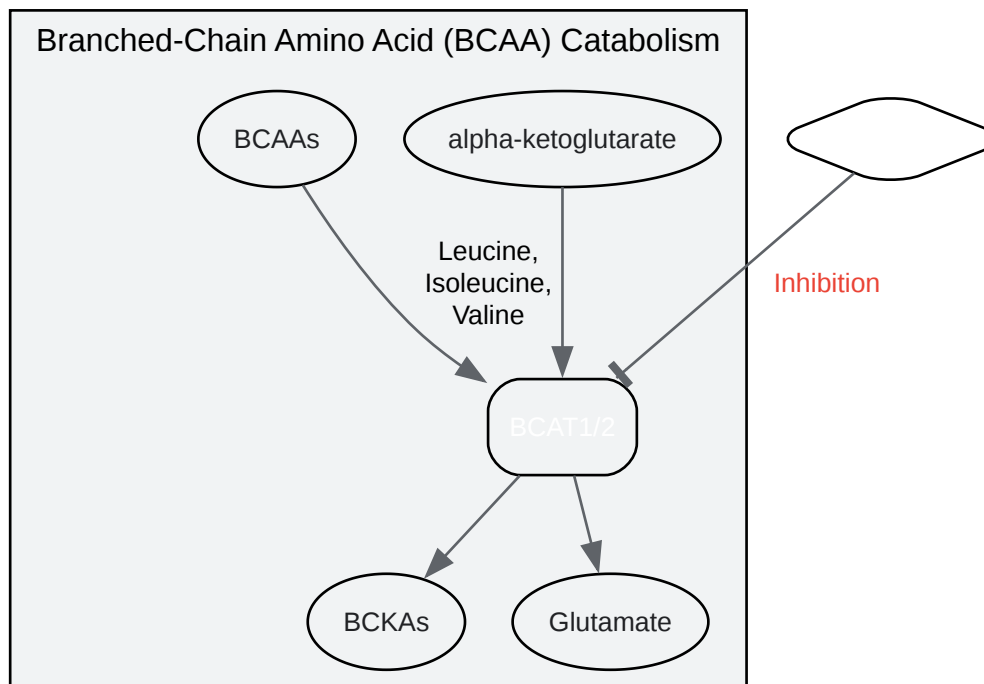 Branched-Chain Amino Acid (BCAA) Catabolism
BCAAs
alpha-ketoglutarate
Leucine,
Isoleucine,
Valine
Inhibition
BCAT1/2
BCKAs
Glutamate